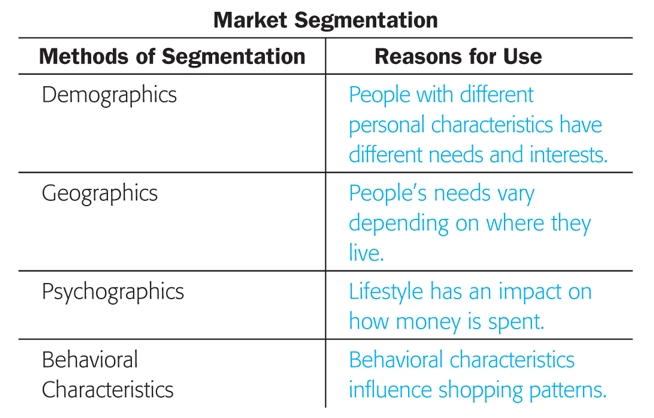 Market Segmentation
Methods of Segmentation
Reasons for Use
Demographics
People with different
personal characteristics have
different needs and interests.
Geographics
People’s needs vary
depending on where they
live.
Psychographics
Lifestyle has an impact on
how money is spent.
Behavioral
Characteristics
Behavioral characteristics
influence shopping patterns.